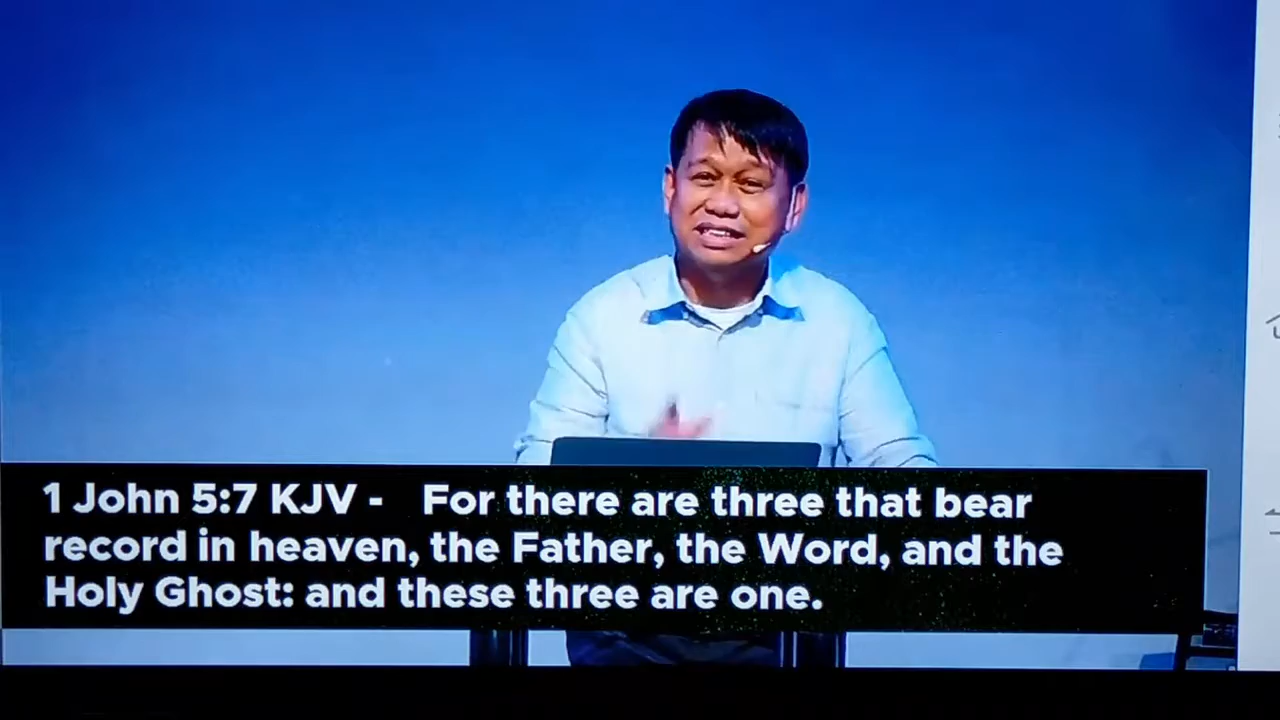 1 John 5:7 KJV - For there are three that bear
record in heaven, the Father, the Word, and the
Holy Ghost: and these three are one.